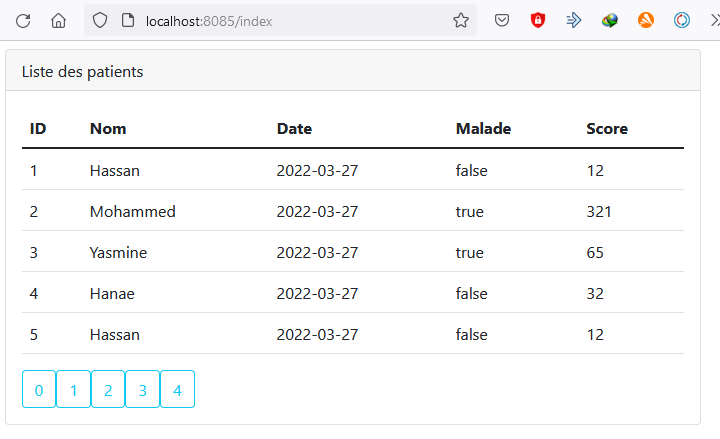 localhost:8085/index
Liste des patients
ID Nom Date Malade Score
1 Hassan 2022-03-27 false 12
2 Mohammed 2022-03-27 true 321
3 Yasmine 2022-03-27 true 65
4 Hanae 2022-03-27 false 32
5 Hassan 2022-03-27 false 12
0 1 2 3 4